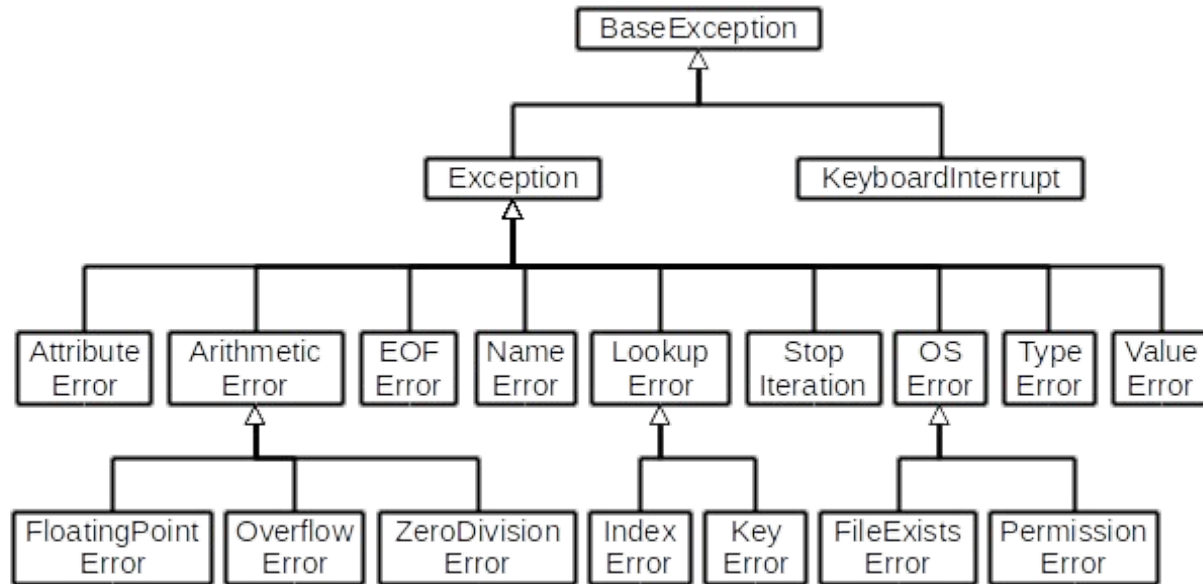 BaseException
Exception
KeyboardInterrupt
Attribute
Error
Arithmetic
Error
EOF
Error
Name
Error
Lookup
Error
Stop
Iteration
OS
Error
Type
Error
Value
Error
FloatingPoint
Error
Overflow
Error
ZeroDivision
Error
Index
Error
Key
Error
FileExists
Error
Permission
Error